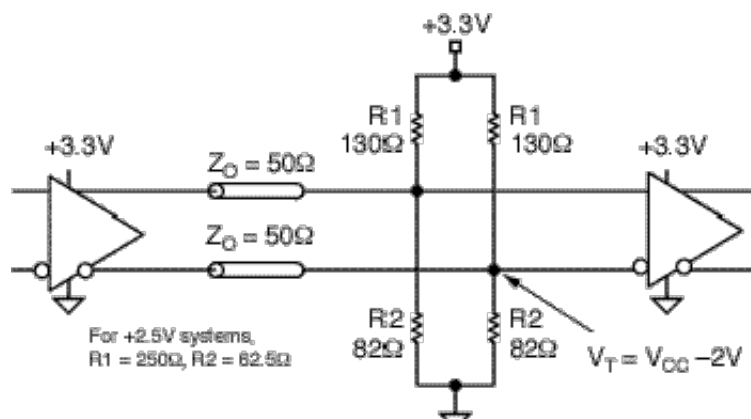 +3.3V
R1
130Ω
R1
130Ω
+3.3V
Z_O = 50Ω
+3.3V
Z_O = 50Ω
R2
82Ω
R2
82Ω
For +2.5V systems,
R1 = 250Ω, R2 = 62.5Ω
V_T = V_CC –2V